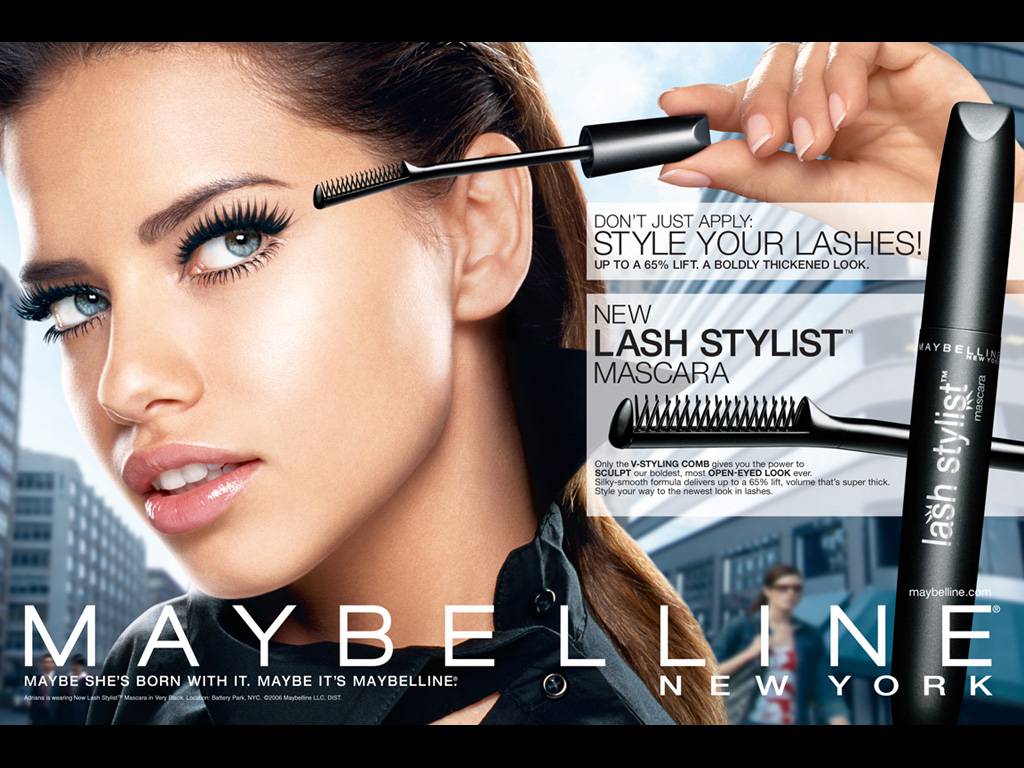 DON'T JUST APPLY:
STYLE YOUR LASHES!
UP TO A 65% LIFT. A BOLDLY THICKENED LOOK.
NEW
LASH STYLIST™
MASCARA
Only the V-STYLING COMB gives you the power to
SCULPT our boldest, most OPEN-EYED LOOK ever.
Silky-smooth formula delivers up to a 65% lift, volume that's super thick.
Style your way to the newest look in lashes.
MAYBELLINE
NEW YORK
lash stylist™
mascara
maybelline.com
MAYBELLINE®
NEW YORK
MAYBE SHE'S BORN WITH IT. MAYBE IT'S MAYBELLINE.®
Adriana is wearing New Lash Stylist™ Mascara in Very Black. Location: Battery Park, NYC. ©2006 Maybelline LLC, DIST.